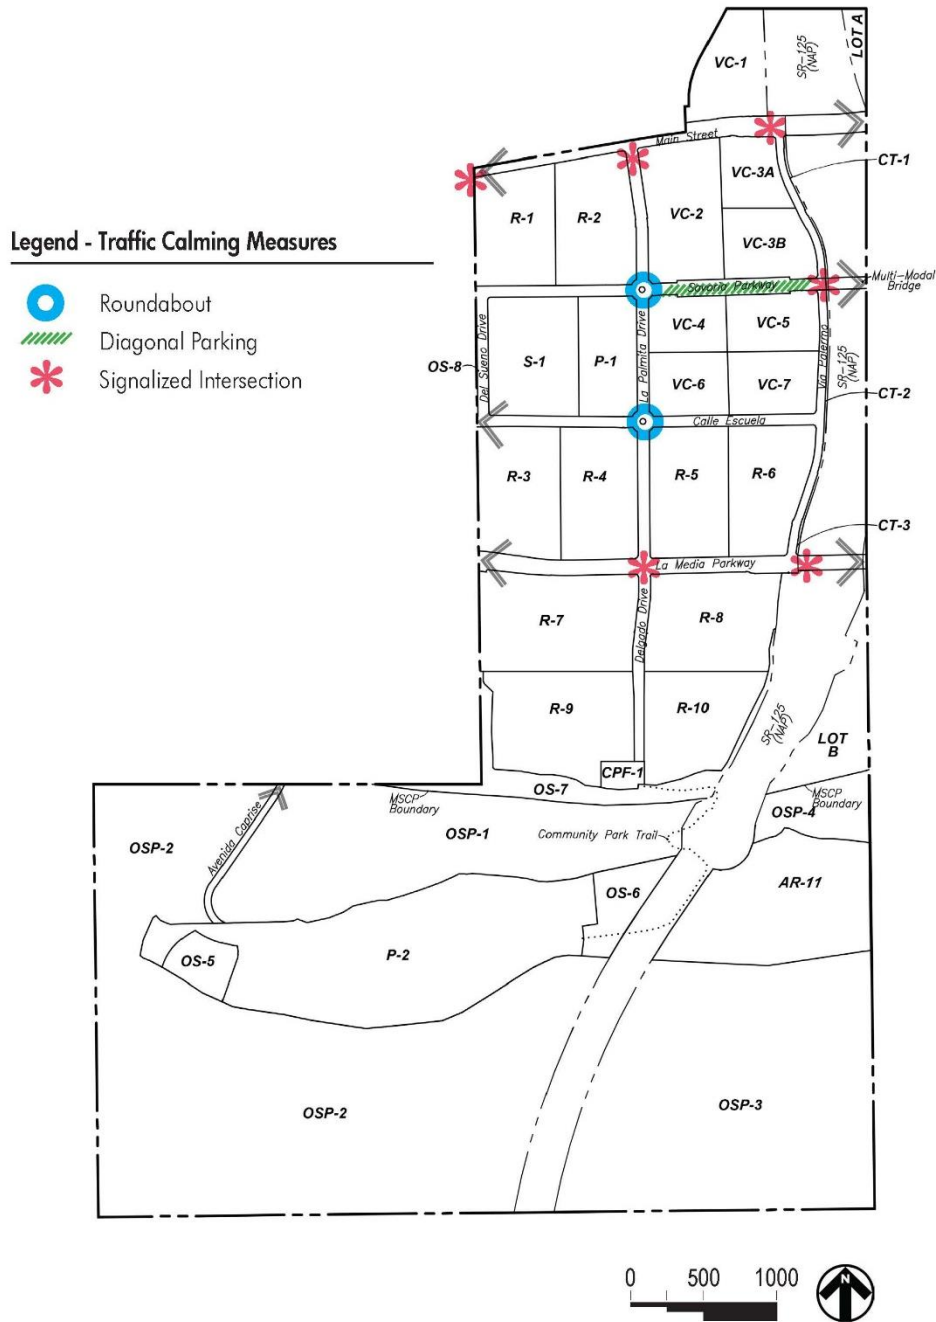 LOT A
VC-1
SR-125
(NAP)
Main Street
CT-1
VC-3A
R-1
R-2
VC-2
VC-3B
Legend - Traffic Calming Measures
Roundabout
Diagonal Parking
Signalized Intersection
Multi-Modal
Bridge
Savoria Parkway
Del Sueno Drive
La Palmita Drive
VC-4
VC-5
Via Palermo
OS-8
S-1
P-1
SR-125
(NAP)
CT-2
VC-6
VC-7
Calle Escuela
R-3
R-4
R-5
R-6
CT-3
La Media Parkway
Delgado Drive
R-7
R-8
R-9
R-10
SR-125
(NAP)
LOT
B
CPF-1
OS-7
MSCP
Boundary
MSCP
Boundary
OSP-4
Avenida Caprise
OSP-1
Community Park Trail
OSP-2
OS-6
AR-11
OS-5
P-2
OSP-2
OSP-3
0 500 1000
N